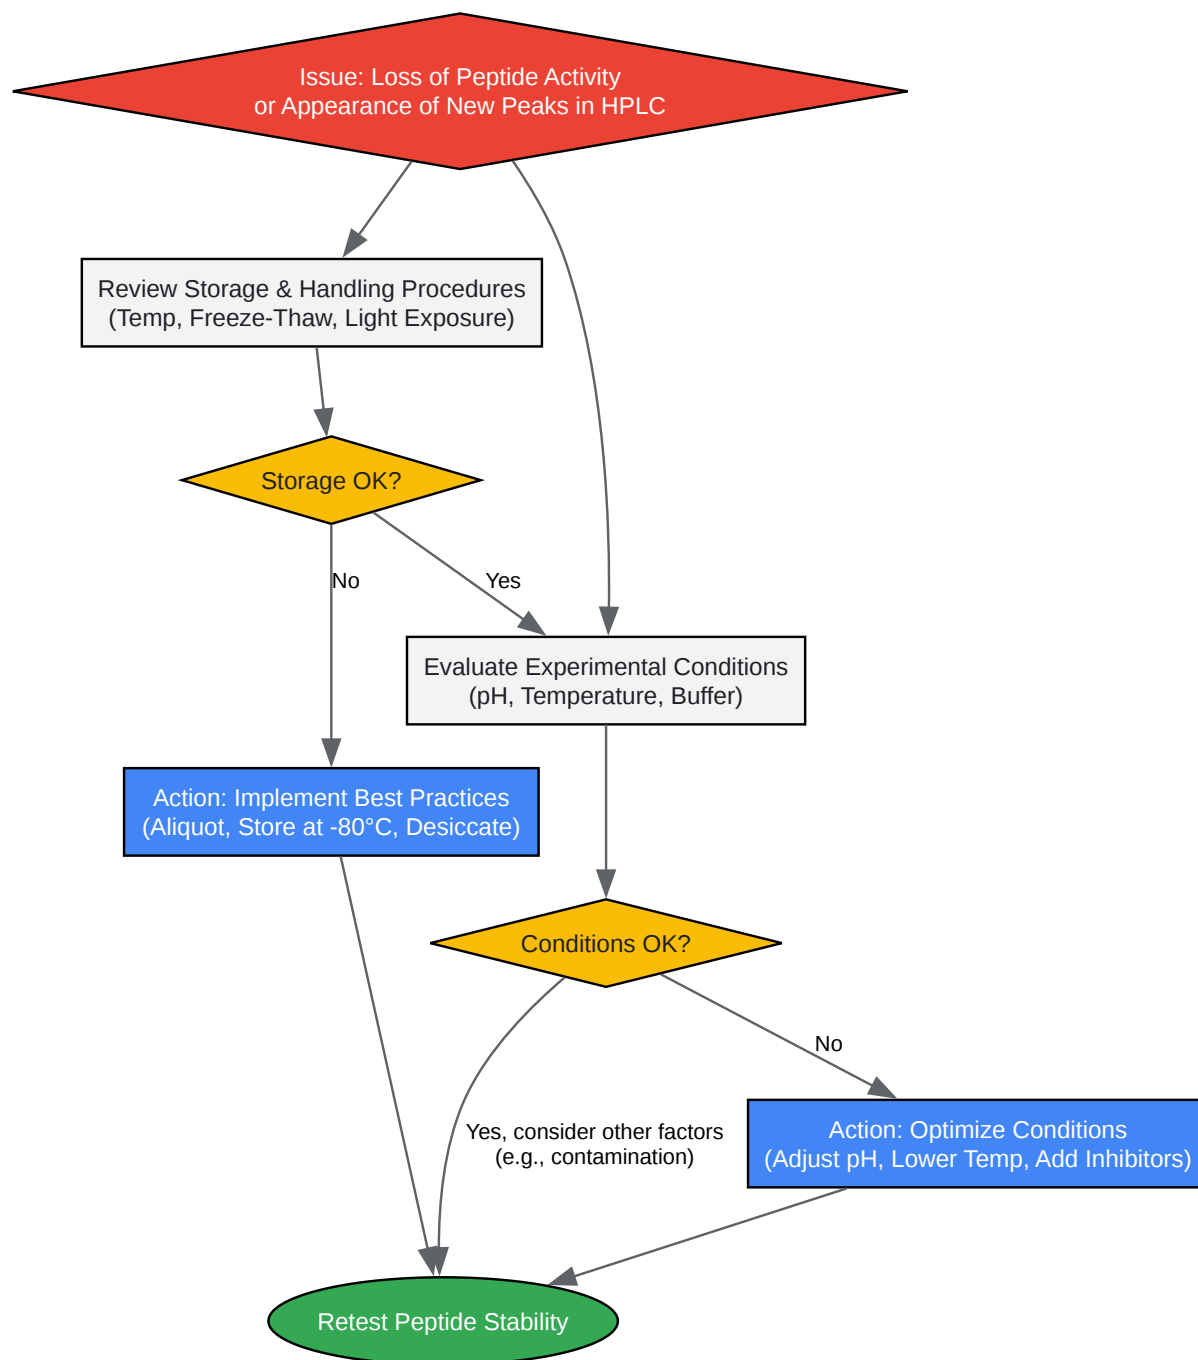 Issue: Loss of Peptide Activity
or Appearance of New Peaks in HPLC
Review Storage & Handling Procedures
(Temp, Freeze-Thaw, Light Exposure)
Storage OK?
No
Yes
Evaluate Experimental Conditions
(pH, Temperature, Buffer)
Action: Implement Best Practices
(Aliquot, Store at -80°C, Desiccate)
Conditions OK?
No
Yes, consider other factors
(e.g., contamination)
Action: Optimize Conditions
(Adjust pH, Lower Temp, Add Inhibitors)
Retest Peptide Stability